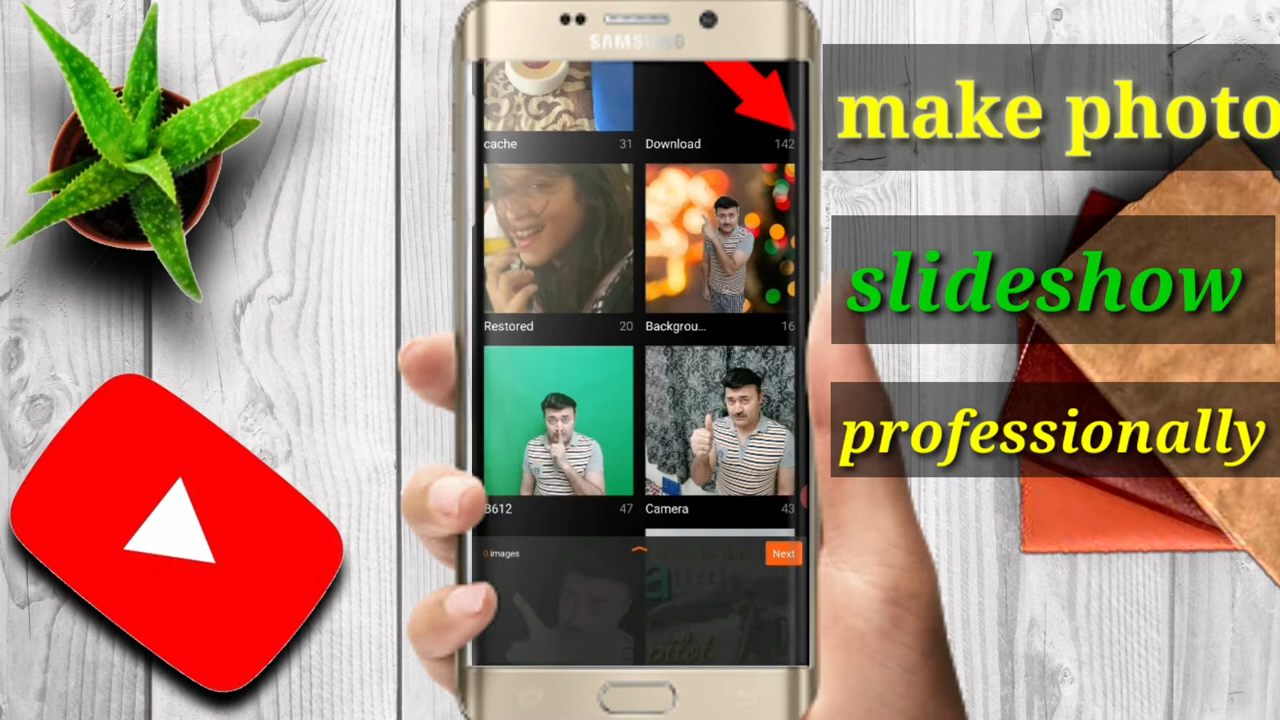 SAMSUNG
make photo
slideshow
professionally
cache 31
Download 142
Restored 20
Backgrou... 16
B612 47
Camera 43
0 images
Next
a
pilot